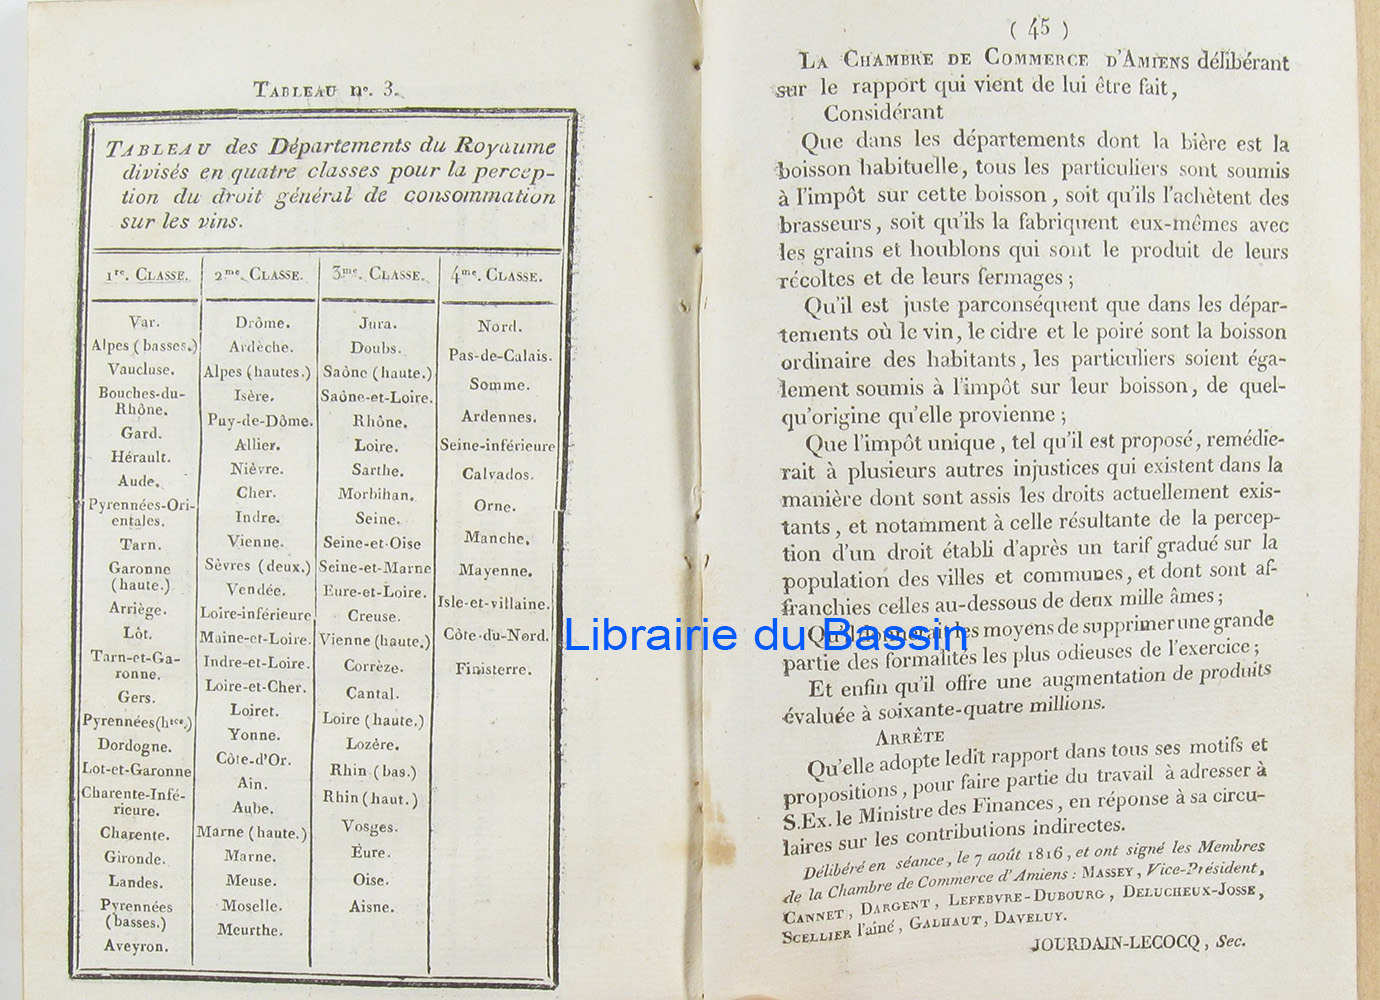 TABLEAU nº. 3.
TABLEAU des Départements du Royaume
divisés en quatre classes pour la percep-
tion du droit général de consommation
sur les vins.
1re. CLASSE.
Var.
Alpes (basses.)
Vaucluse.
Bouches-du-
Rhône.
Gard.
Hérault.
Aude.
Pyrennées-Ori-
entales.
Tarn.
Garonne
(haute.)
Arriège.
Lôt.
Tarn-et-Ga-
ronne.
Gers.
Pyrennées(htes.)
Dordogne.
Lot-et-Garonne
Charente-Infé-
rieure.
Charente.
Gironde.
Landes.
Pyrennées
(basses.)
Aveyron.
2me. CLASSE.
Drôme.
Ardèche.
Alpes (hautes.)
Isère.
Puy-de-Dôme.
Allier.
Nièvre.
Cher.
Indre.
Vienne.
Sèvres (deux.)
Vendée.
Loire-inférieure
Maine-et-Loire.
Indre-et-Loire.
Loire-et-Cher.
Loiret.
Yonne.
Côte-d'Or.
Ain.
Aube.
Marne (haute.)
Marne.
Meuse.
Moselle.
Meurthe.
3me. CLASSE.
Jura.
Doubs.
Saône (haute.)
Saône-et-Loire.
Rhône.
Loire.
Sarthe.
Morbihan.
Seine.
Seine-et-Oise
Seine-et-Marne
Eure-et-Loire.
Creuse.
Vienne (haute.)
Corrèze.
Cantal.
Loire (haute.)
Lozère.
Rhin (bas.)
Rhin (haut.)
Vosges.
Eure.
Oise.
Aisne.
4me. CLASSE.
Nord.
Pas-de-Calais.
Somme.
Ardennes.
Seine-inférieure
Calvados.
Orne.
Manche.
Mayenne.
Isle-et-villaine.
Côte-du-Nord.
Finisterre.
( 45 )
LA CHAMBRE DE COMMERCE D'AMIENS délibérant
sur le rapport qui vient de lui être fait,
Considérant
Que dans les départements dont la bière est la
boisson habituelle, tous les particuliers sont soumis
à l'impôt sur cette boisson, soit qu'ils l'achètent des
brasseurs, soit qu'ils la fabriquent eux-mêmes avec
les grains et houblons qui sont le produit de leurs
récoltes et de leurs fermages;
Qu'il est juste parconséquent que dans les dépar-
tements où le vin, le cidre et le poiré sont la boisson
ordinaire des habitants, les particuliers soient éga-
lement soumis à l'impôt sur leur boisson, de quel-
qu'origine qu'elle provienne;
Que l'impôt unique, tel qu'il est proposé, remédie-
rait à plusieurs autres injustices qui existent dans la
manière dont sont assis les droits actuellement exis-
tants, et notamment à celle résultante de la percep-
tion d'un droit établi d'après un tarif gradué sur la
population des villes et communes, et dont sont af-
franchies celles au-dessous de deux mille âmes;
les moyens de supprimer une grande
partie des formalités les plus odieuses de l'exercice;
Et enfin qu'il offre une augmentation de produits
évaluée à soixante-quatre millions.
ARRÊTE
Qu'elle adopte ledit rapport dans tous ses motifs et
propositions, pour faire partie du travail à adresser à
S.Ex. le Ministre des Finances, en réponse à sa circu-
laires sur les contributions indirectes.
Délibéré en séance, le 7 août 1816, et ont signé les Membres
de la Chambre de Commerce d'Amiens: MASSEY, Vice-Président,
CANNET, DARGENT, LEFEBVRE-DUBOURG, DELUCHEUX-JOSSE,
SCELLIER l'aîné, GALHAUT, DAVELUY.
JOURDAIN-LECOCQ, Sec.
Librairie du Bassin